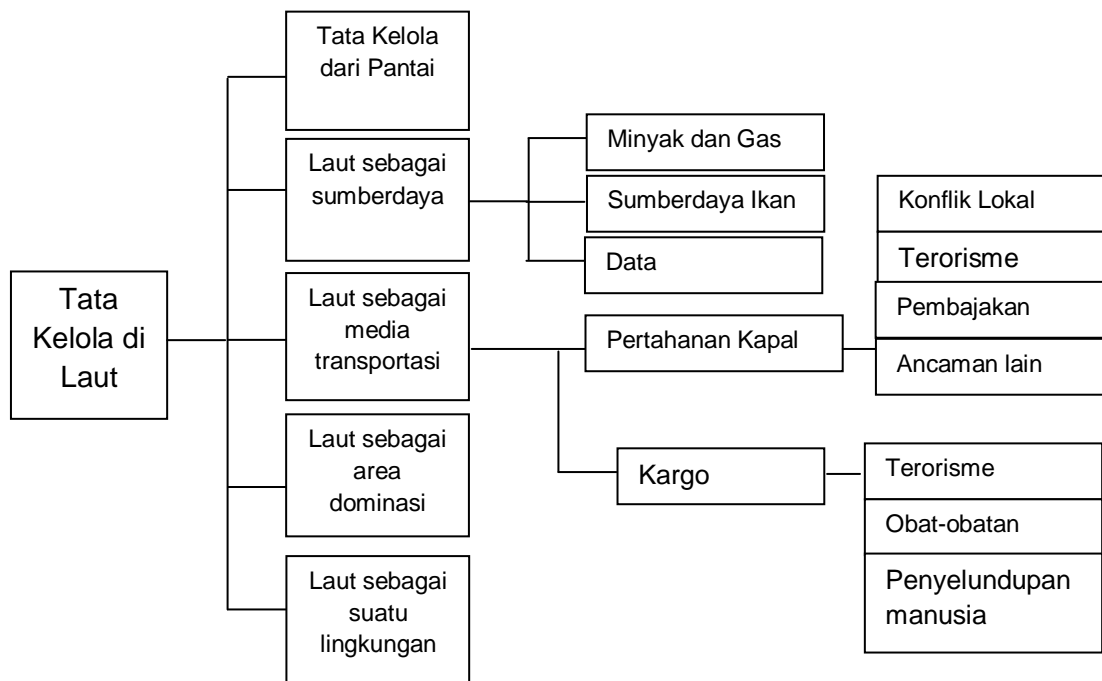 Tata
Kelola di
Laut
Tata Kelola
dari Pantai
Laut sebagai
sumberdaya
Laut sebagai
media
transportasi
Laut sebagai
area
dominasi
Laut sebagai
suatu
lingkungan
Minyak dan Gas
Sumberdaya Ikan
Data
Pertahanan Kapal
Kargo
Konflik Lokal
Terorisme
Pembajakan
Ancaman lain
Terorisme
Obat-obatan
Penyelundupan
manusia